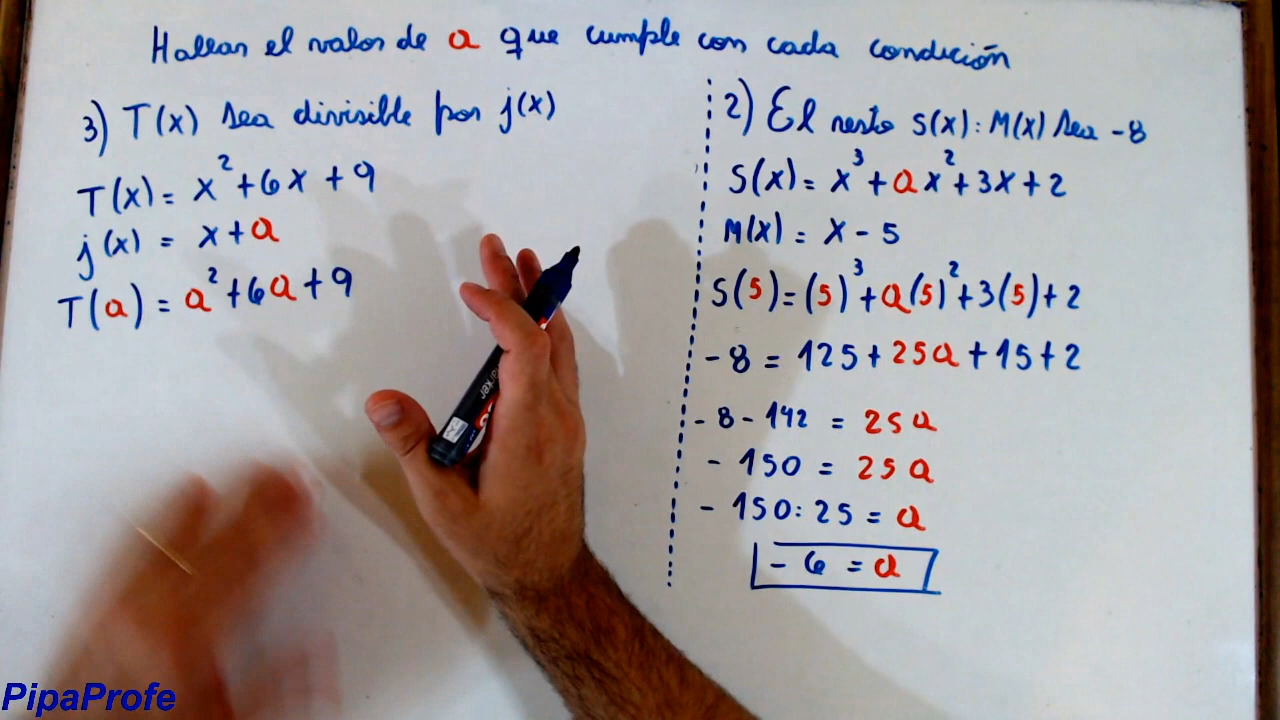 Hallar el valor de a que cumple con cada condición
3) T(x) sea divisible por j(x)
T(x) = x² + 6x + 9
j(x) = x + a
T(a) = a² + 6a + 9
2) El resto S(x) : M(x) sea -8
S(x) = x³ + ax² + 3x + 2
M(x) = x - 5
S(5) = (5)³ + a(5)² + 3(5) + 2
-8 = 125 + 25a + 15 + 2
-8 - 142 = 25a
-150 = 25a
-150 : 25 = a
-6 = a
PipaProfe